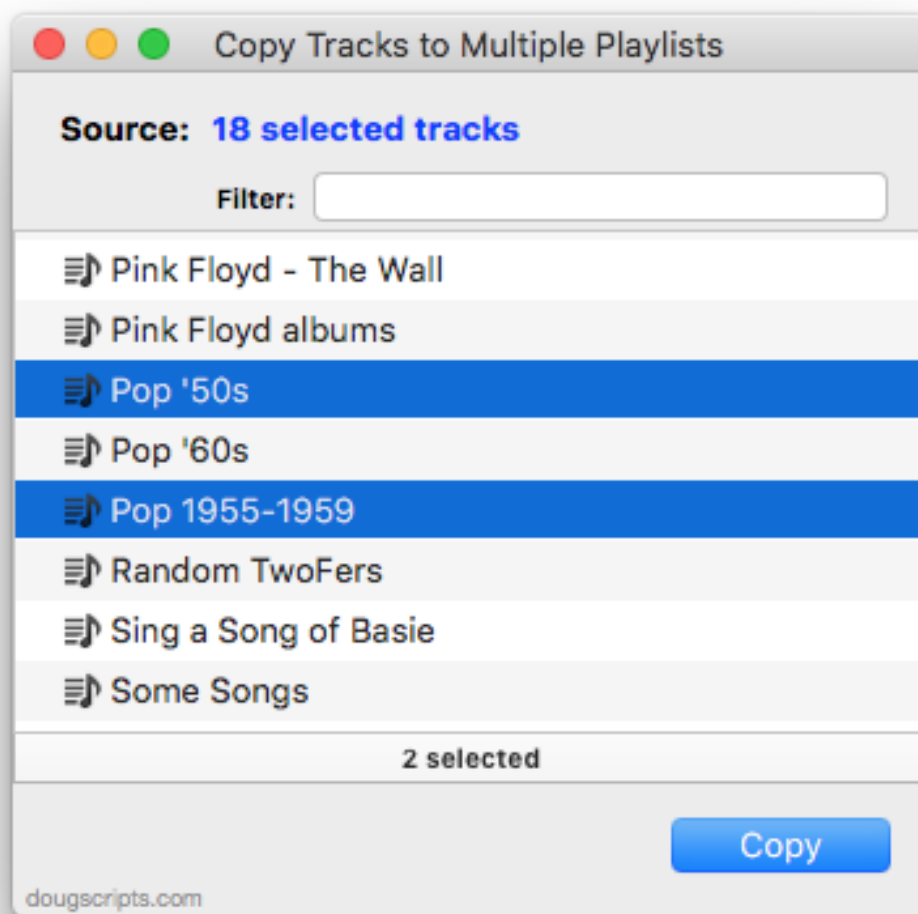 Copy Tracks to Multiple Playlists
Source: 18 selected tracks
Filter:
Pink Floyd - The Wall
Pink Floyd albums
Pop '50s
Pop '60s
Pop 1955-1959
Random TwoFers
Sing a Song of Basie
Some Songs
2 selected
Copy
dougscripts.com